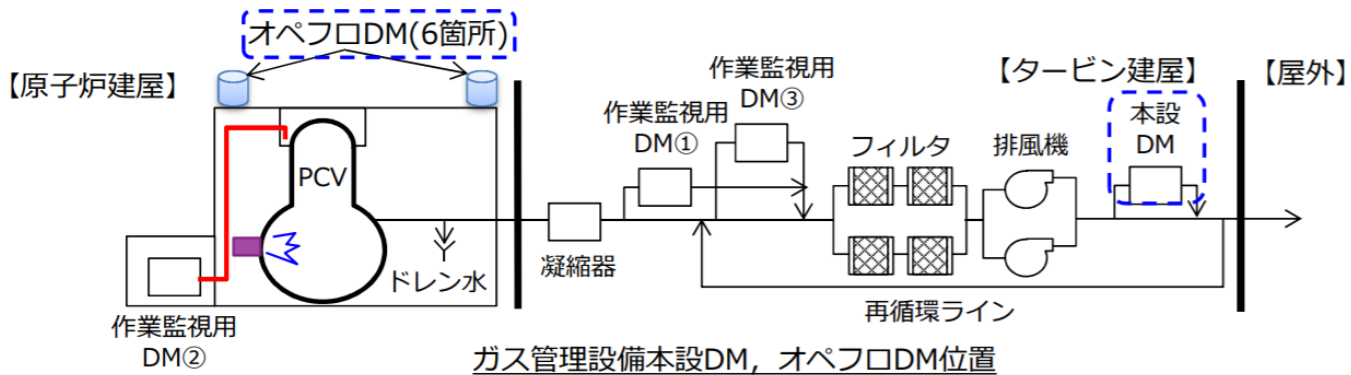 オペフロDM(6箇所)
【原子炉建屋】
作業監視用
DM③
【タービン建屋】
【屋外】
作業監視用
DM①
本設
DM
フィルタ
排風機
PCV
凝縮器
ドレン水
再循環ライン
作業監視用
DM②
ガス管理設備本設DM，オペフロDM位置